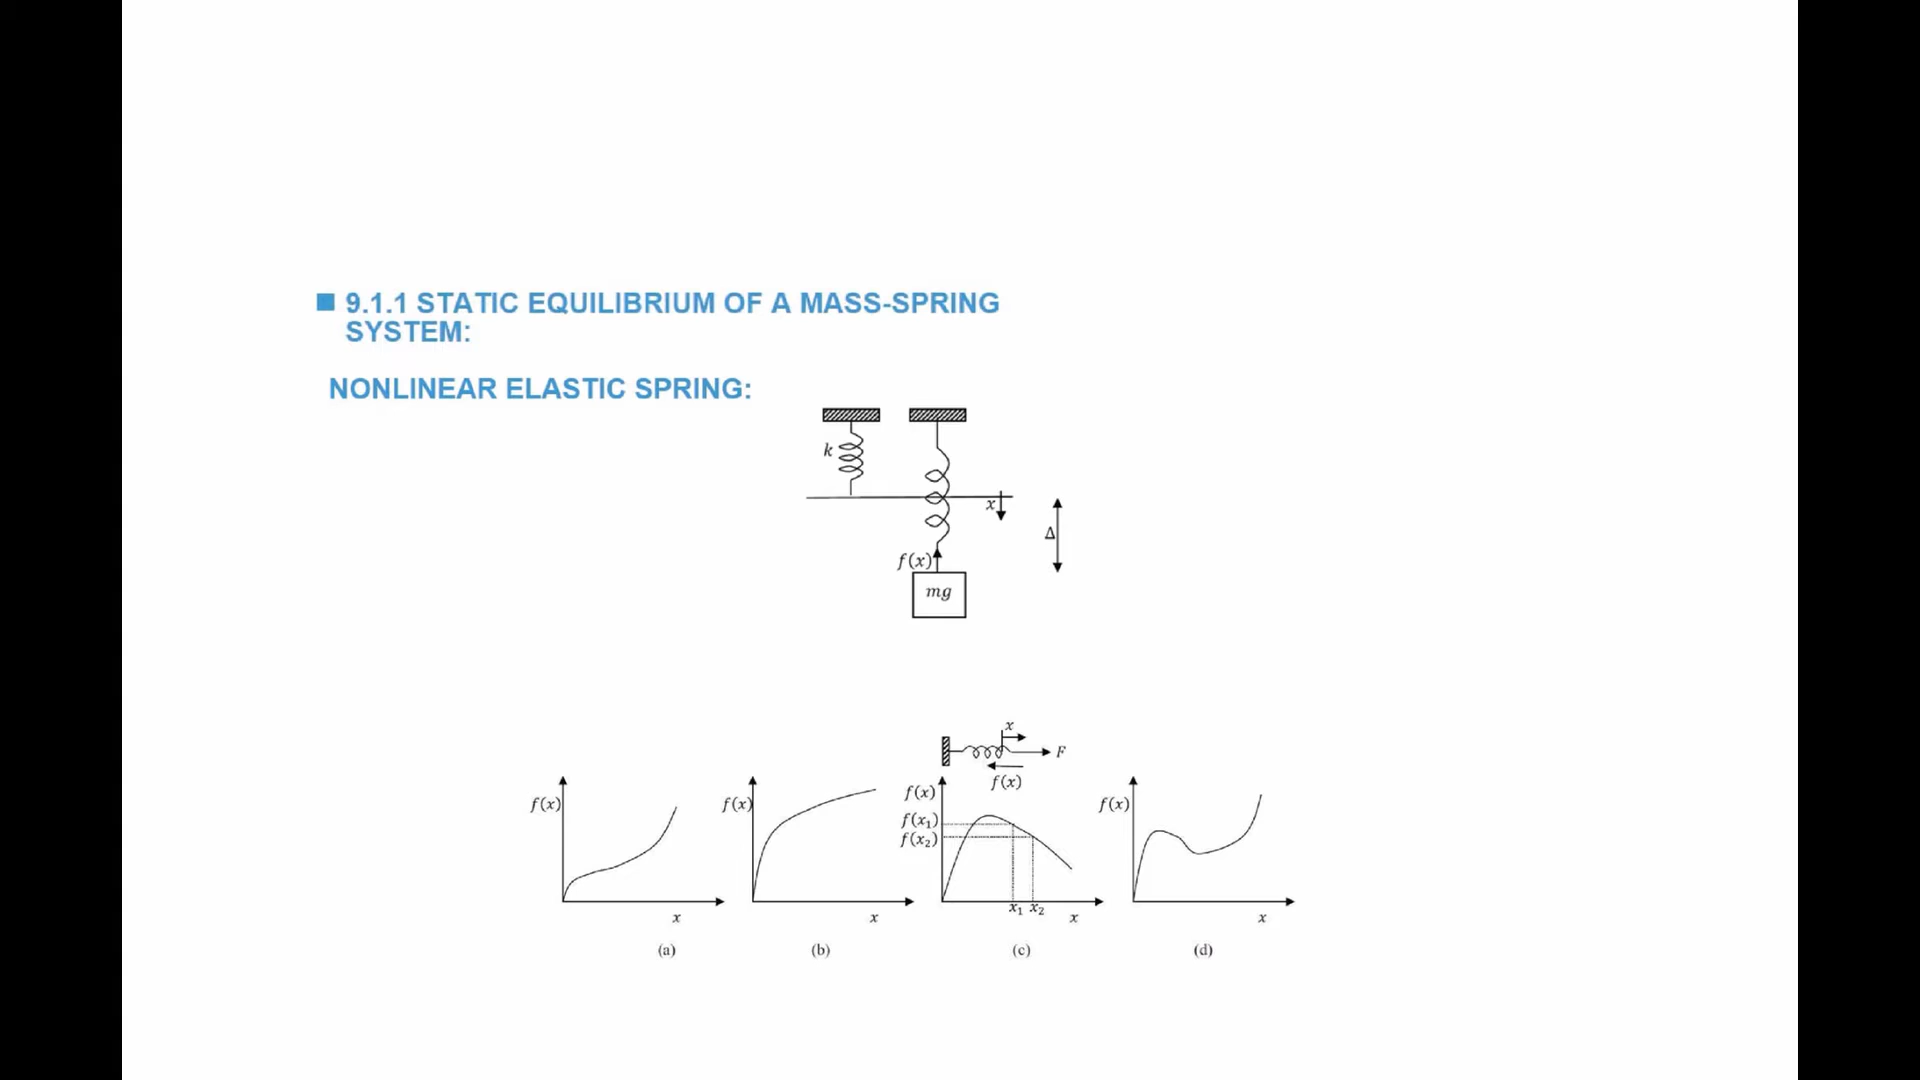 9.1.1 STATIC EQUILIBRIUM OF A MASS-SPRING
SYSTEM:
NONLINEAR ELASTIC SPRING:
k
x
Δ
f(x)
mg
x
F
f(x)
f(x)
x
(a)
f(x)
x
(b)
f(x)
f(x₁)
f(x₂)
x₁ x₂
x
(c)
f(x)
x
(d)